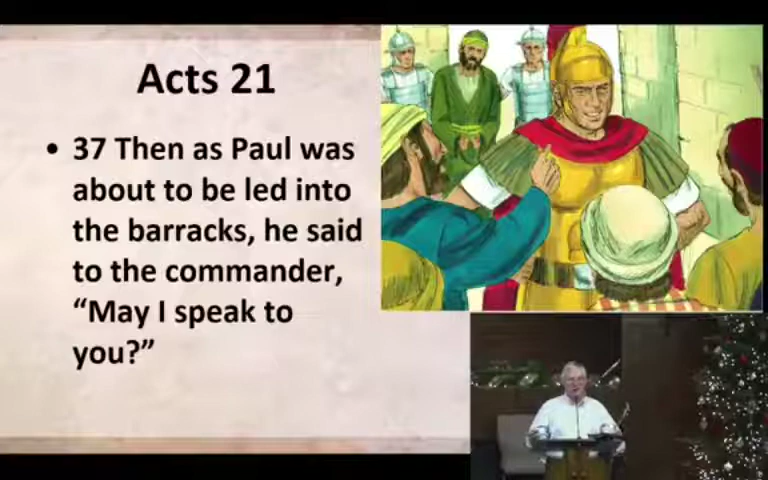 Acts 21
• 37 Then as Paul was
about to be led into
the barracks, he said
to the commander,
“May I speak to
you?”